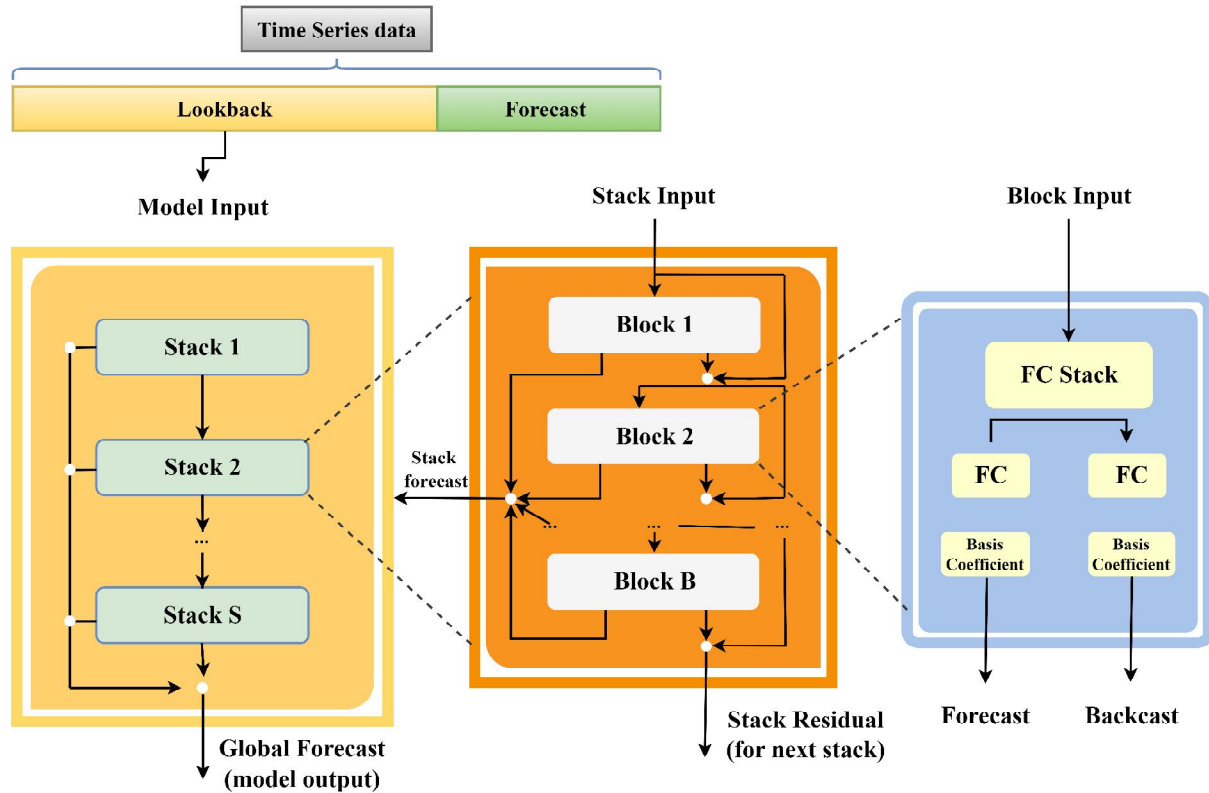 Time Series data
Lookback
Forecast
Model Input
Stack Input
Block Input
Stack 1
Stack 2
...
Stack S
Global Forecast
(model output)
Block 1
Block 2
Stack
forecast
...
...
...
Block B
Stack Residual
(for next stack)
FC Stack
FC
FC
Basis
Coefficient
Basis
Coefficient
Forecast
Backcast